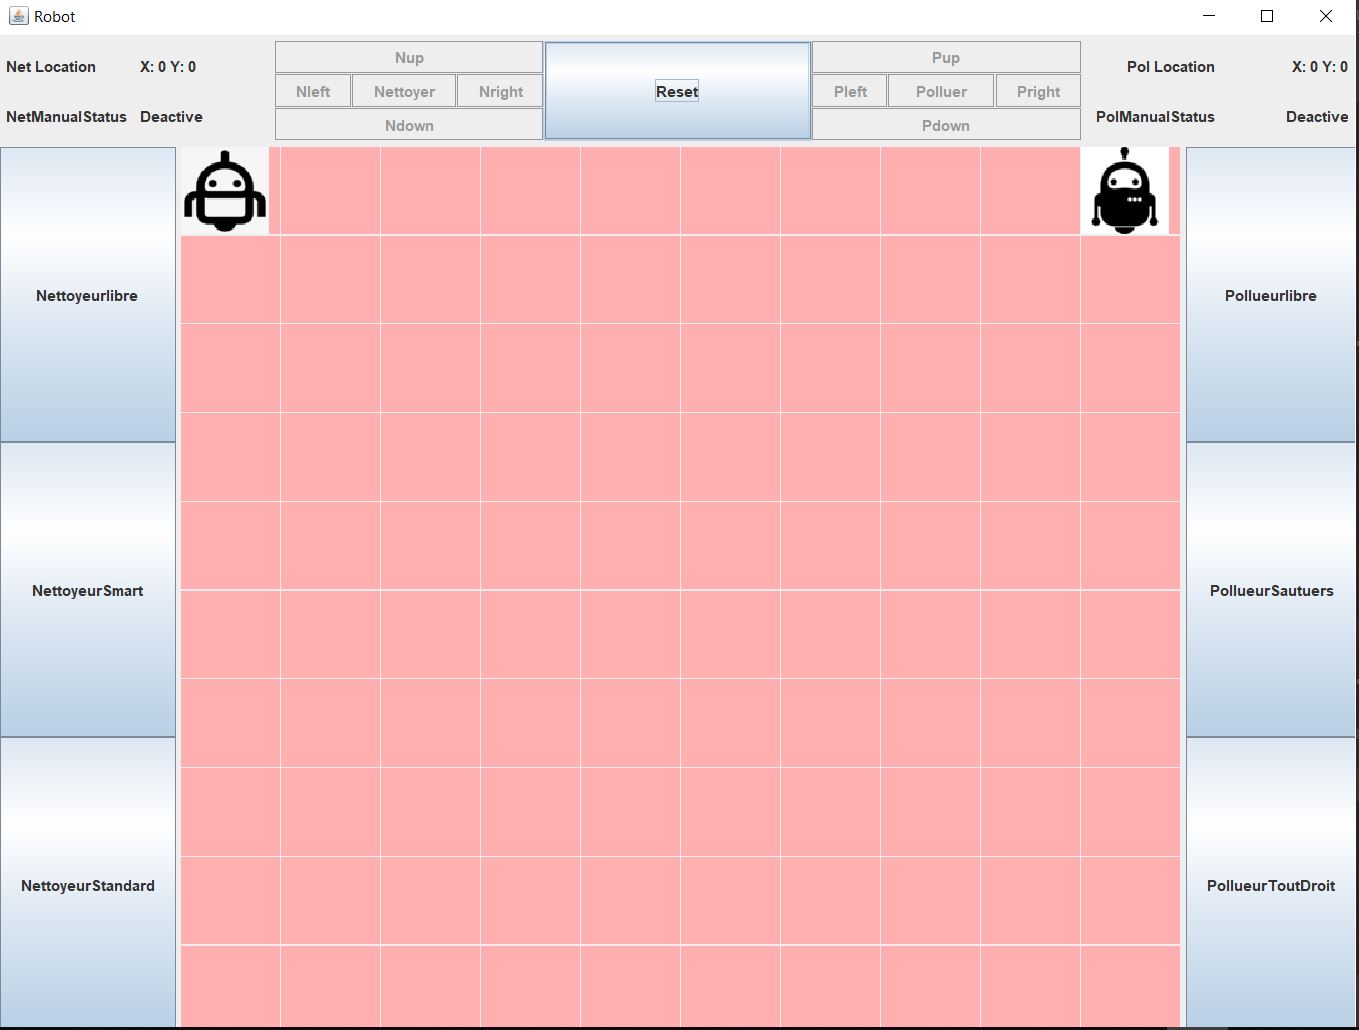 Robot
Net Location X: 0 Y: 0
Nup
Pup
Pol Location X: 0 Y: 0
Nleft Nettoyer Nright
Reset
Pleft Polluer Pright
NetManualStatus Deactive
Ndown
Pdown
PolManualStatus Deactive
Nettoyeurlibre
Pollueurlibre
NettoyeurSmart
PollueurSautuers
NettoyeurStandard
PollueurToutDroit